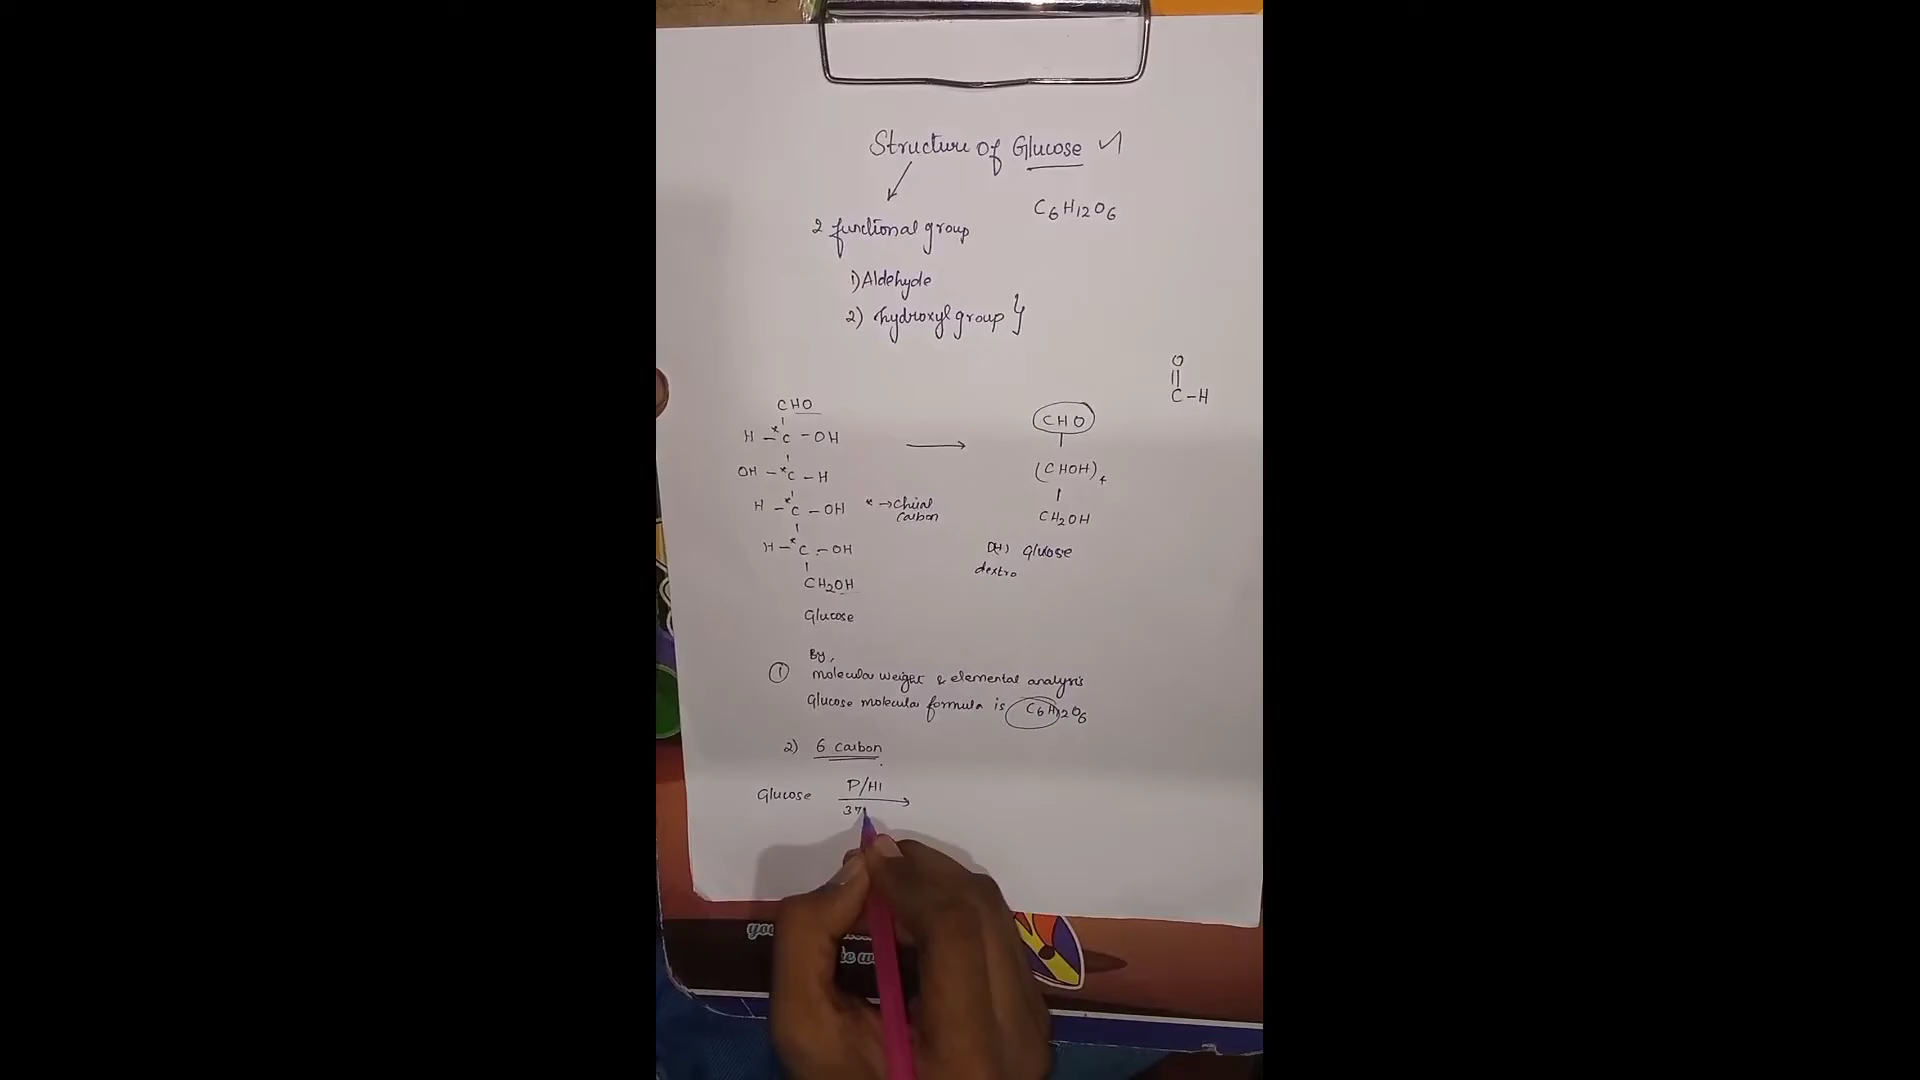 Structure of Glucose
C6H12O6
2 functional group
1) Aldehyde
2) hydroxyl group }
O
||
C-H
CHO
H - *C - OH
OH - *C - H
H - *C - OH
H - *C - OH
CH2OH
Glucose
* → Chiral
Carbon
CHO
(CHOH)4
CH2OH
Glucose
dextro
By,
① molecular weight & elemental analysis
Glucose molecular formula is C6H12O6
2) 6 Carbon
Glucose P/HI
37